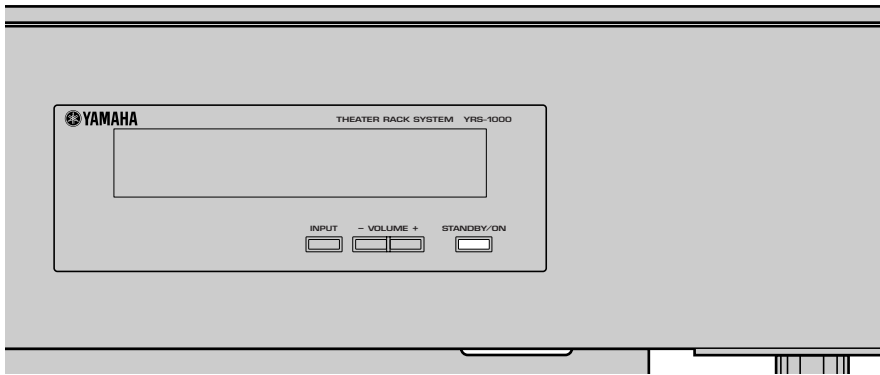 YAMAHA
THEATER RACK SYSTEM YRS-1000
INPUT - VOLUME + STANDBY/ON